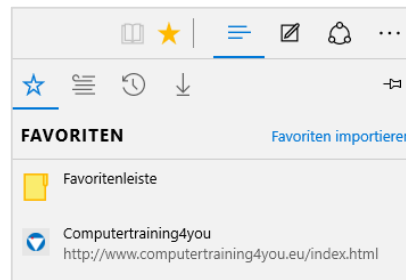 FAVORITEN Favoriten importieren
Favoritenleiste
Computertraining4you
http://www.computertraining4you.eu/index.html